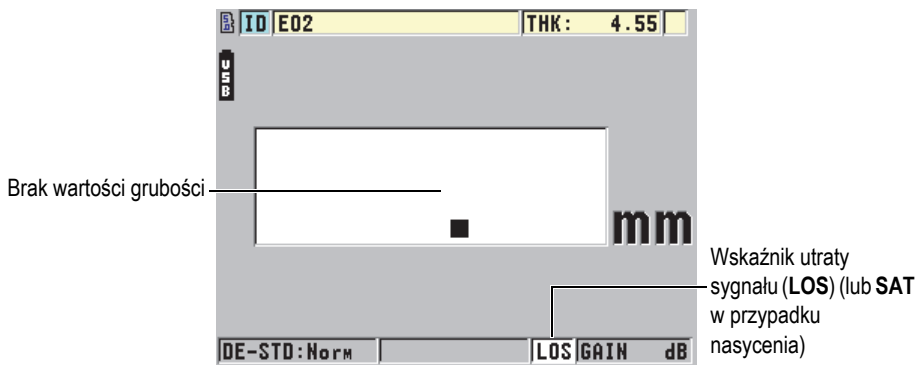 ID E02 THK: 4.55
USB
Brak wartości grubości
mm
Wskaźnik utraty
sygnału (LOS) (lub SAT
w przypadku
nasycenia)
DE-STD:Norm LOS GAIN dB